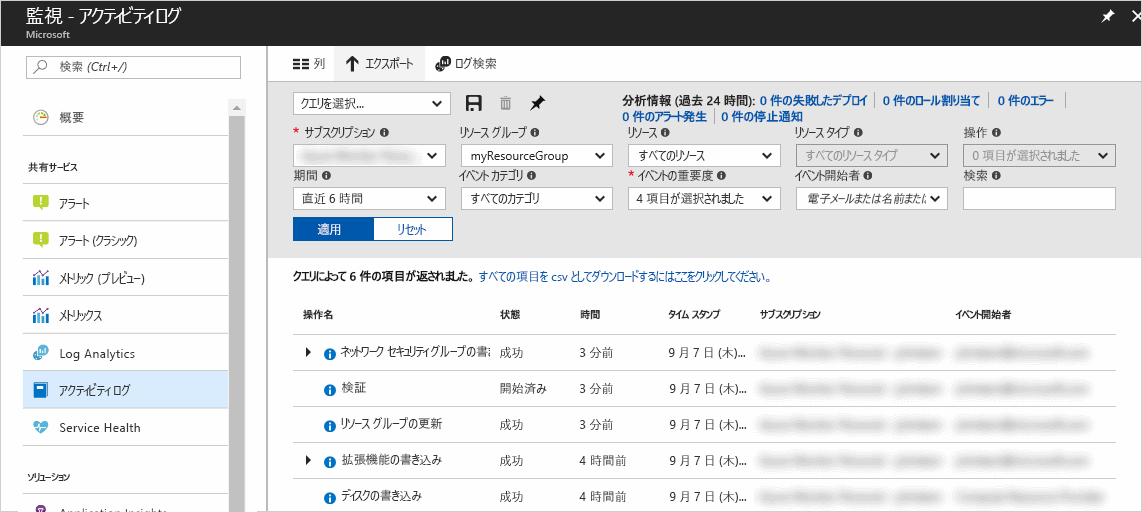 監視 - アクティビティログ
Microsoft
検索 (Ctrl+/)
概要
共有サービス
アラート
アラート (クラシック)
メトリック (プレビュー)
メトリックス
Log Analytics
アクティビティログ
Service Health
ソリューション
Application Insights
列 エクスポート ログ検索
クエリを選択...
分析情報 (過去 24 時間): 0 件の失敗したデプロイ | 0 件のロール割り当て | 0 件のエラー |
0 件のアラート発生 | 0 件の停止通知
* サブスクリプション リソース グループ リソース リソース タイプ 操作
myResourceGroup すべてのリソース すべてのリソース タイプ 0 項目が選択されました
期間 イベント カテゴリ * イベントの重要度 イベント開始者 検索
直近 6 時間 すべてのカテゴリ 4 項目が選択されました 電子メールまたは名前または
適用 リセット
クエリによって 6 件の項目が返されました。 すべての項目を csv としてダウンロードするにはここをクリックしてください。
操作名 状態 時間 タイム スタンプ サブスクリプション イベント開始者
ネットワーク セキュリティグループの書 成功 3 分前 9 月 7 日 (木)...
検証 開始済み 3 分前 9 月 7 日 (木)...
リソース グループの更新 成功 3 分前 9 月 7 日 (木)...
拡張機能の書き込み 成功 4 時間前 9 月 7 日 (木)...
ディスクの書き込み 成功 4 時間前 9 月 7 日 (木)...